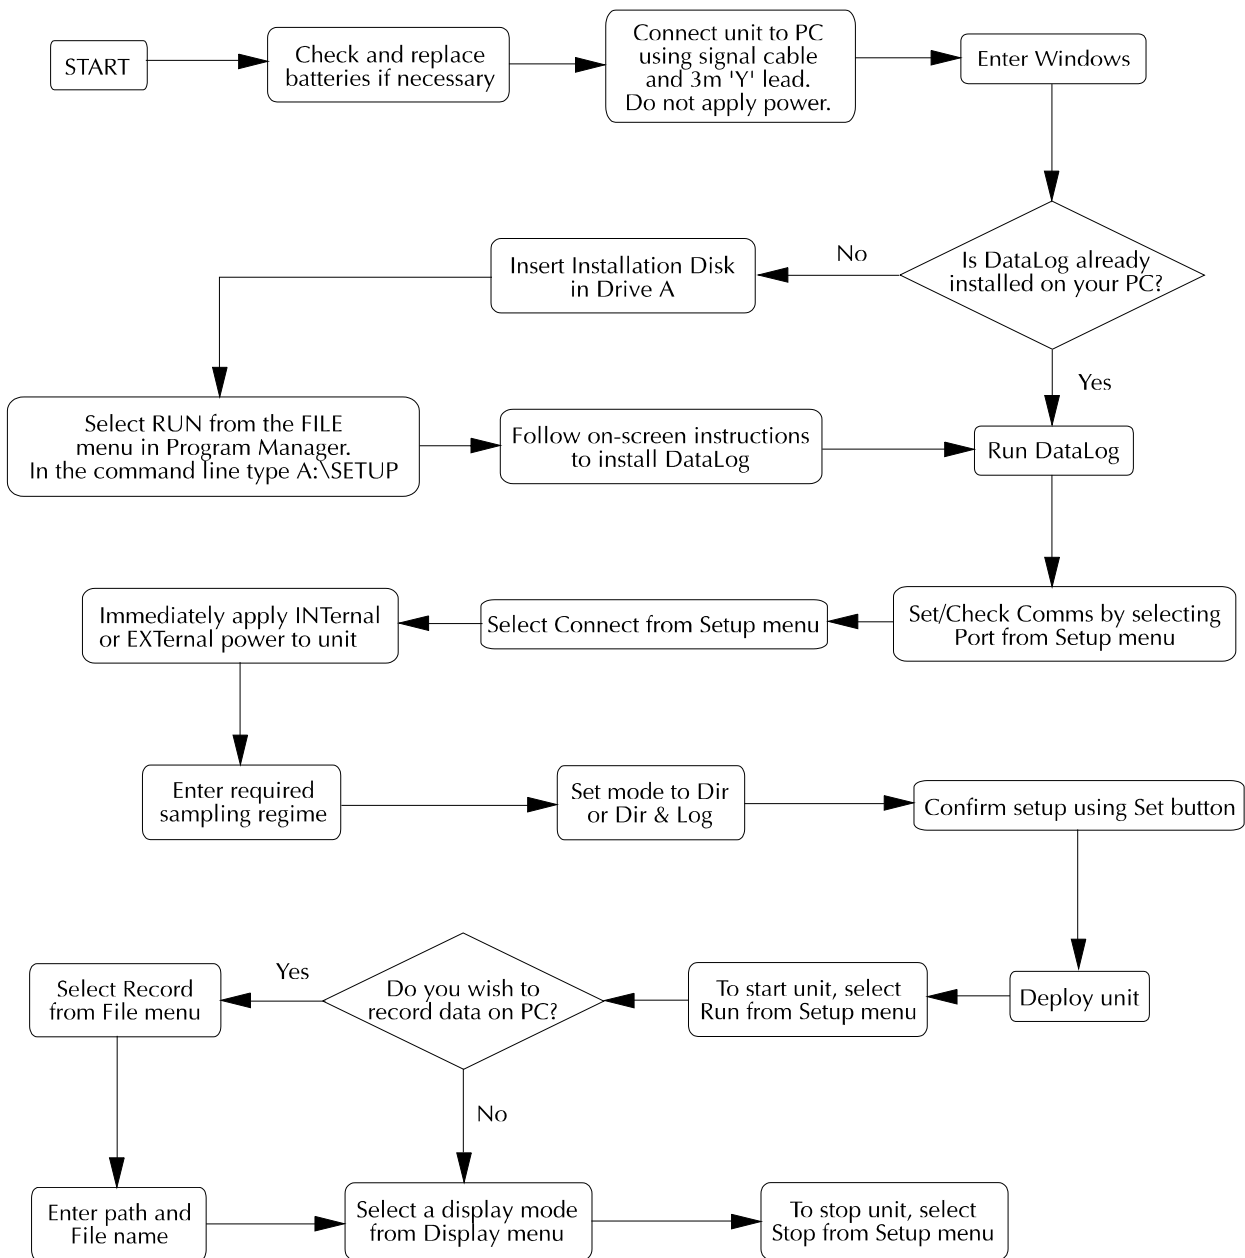 START
Check and replace
batteries if necessary
Connect unit to PC
using signal cable
and 3m 'Y' lead.
Do not apply power.
Enter Windows
Is DataLog already
installed on your PC?
No
Insert Installation Disk
in Drive A
Yes
Select RUN from the FILE
menu in Program Manager.
In the command line type A:\SETUP
Follow on-screen instructions
to install DataLog
Run DataLog
Set/Check Comms by selecting
Port from Setup menu
Select Connect from Setup menu
Immediately apply INTernal
or EXTernal power to unit
Enter required
sampling regime
Set mode to Dir
or Dir & Log
Confirm setup using Set button
Deploy unit
To start unit, select
Run from Setup menu
Do you wish to
record data on PC?
Yes
Select Record
from File menu
No
Enter path and
File name
Select a display mode
from Display menu
To stop unit, select
Stop from Setup menu